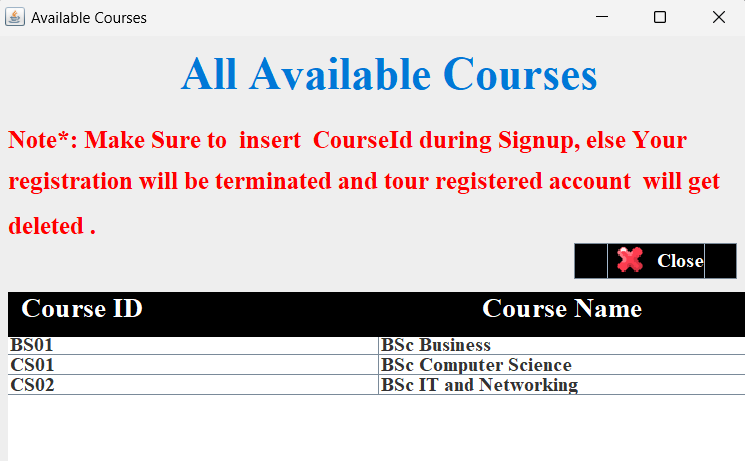 Available Courses
All Available Courses
Note*: Make Sure to  insert  CourseId during Signup, else Your
registration will be terminated and tour registered account  will get
deleted .
Close
Course ID Course Name
BS01 BSc Business
CS01 BSc Computer Science
CS02 BSc IT and Networking